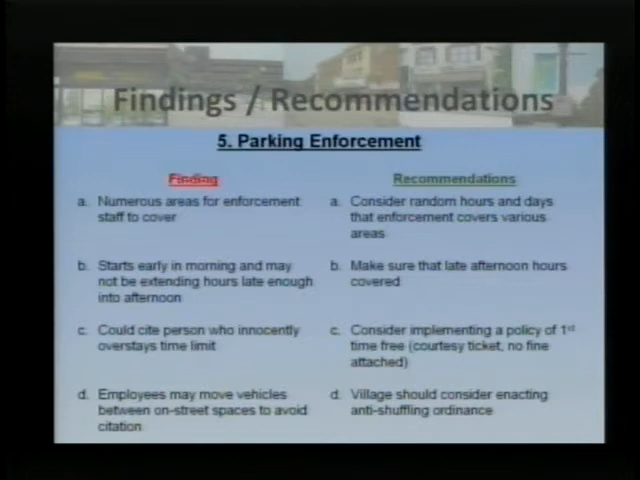 Findings / Recommendations
5. Parking Enforcement
Finding
a. Numerous areas for enforcement
staff to cover
b. Starts early in morning and may
not be extending hours late enough
into afternoon
c. Could cite person who innocently
overstays time limit
d. Employees may move vehicles
between on-street spaces to avoid
citation
Recommendations
a. Consider random hours and days
that enforcement covers various
areas
b. Make sure that late afternoon hours
covered
c. Consider implementing a policy of 1st
time free (courtesy ticket, no fine
attached)
d. Village should consider enacting
anti-shuffling ordinance